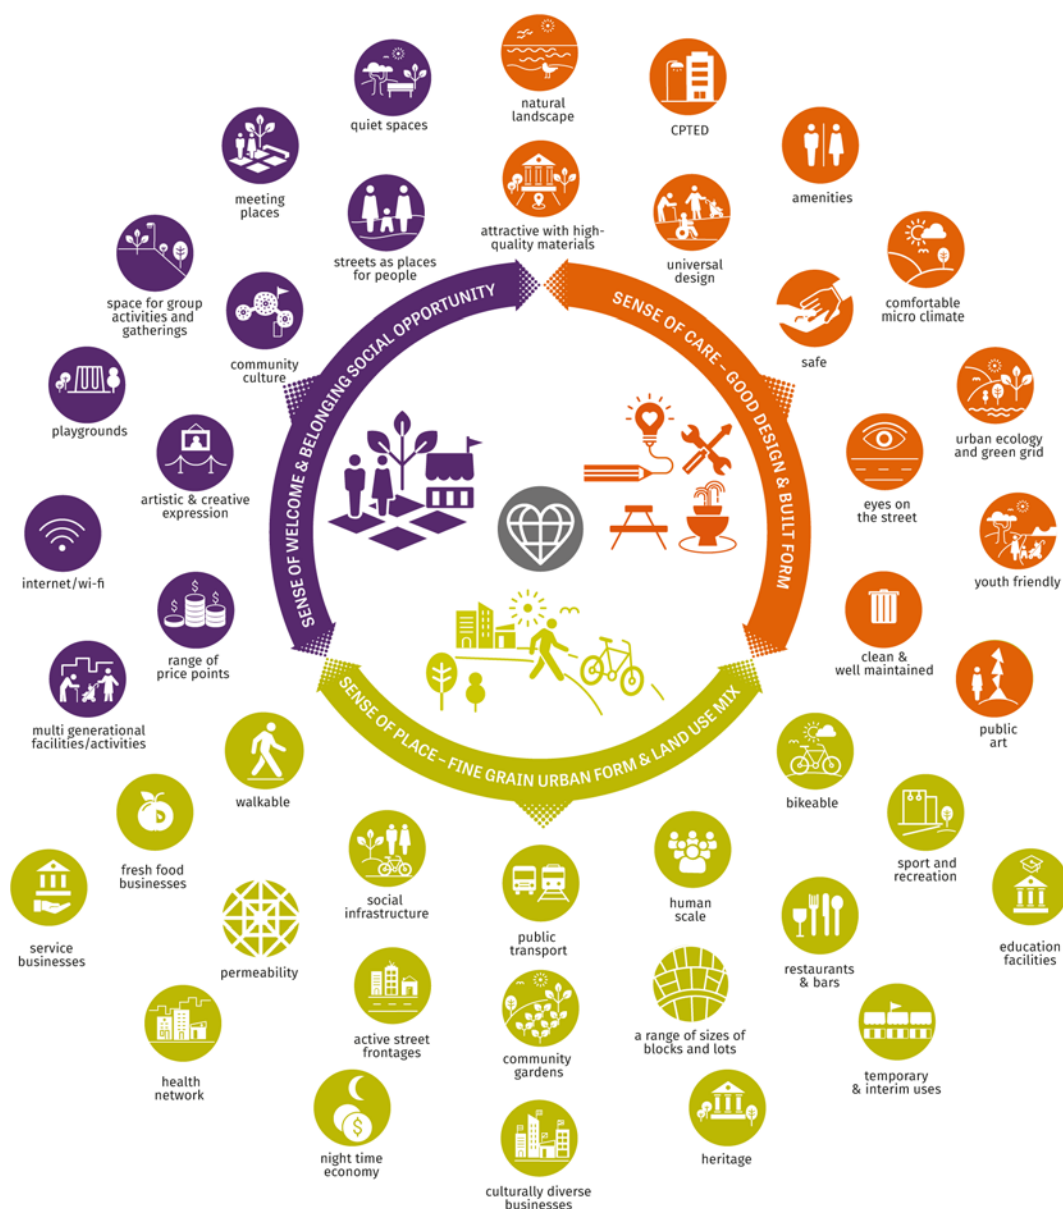 natural
landscape
quiet spaces
CPTED
meeting
places
amenities
attractive with high-
quality materials
streets as places
for people
universal
design
space for group
activities and
gatherings
comfortable
micro climate
community
culture
safe
playgrounds
urban ecology
and green grid
artistic & creative
expression
eyes on
the street
internet/wi-fi
youth friendly
range of
price points
clean &
well maintained
multi generational
facilities/activities
public
art
SENSE OF WELCOME & BELONGING SOCIAL OPPORTUNITY
SENSE OF CARE – GOOD DESIGN & BUILT FORM
SENSE OF PLACE – FINE GRAIN URBAN FORM & LAND USE MIX
walkable
bikeable
fresh food
businesses
sport and
recreation
social
infrastructure
human
scale
public
transport
service
businesses
education
facilities
permeability
restaurants
& bars
active street
frontages
a range of sizes of
blocks and lots
community
gardens
health
network
temporary
& interim uses
night time
economy
heritage
culturally diverse
businesses
$
$
$
$